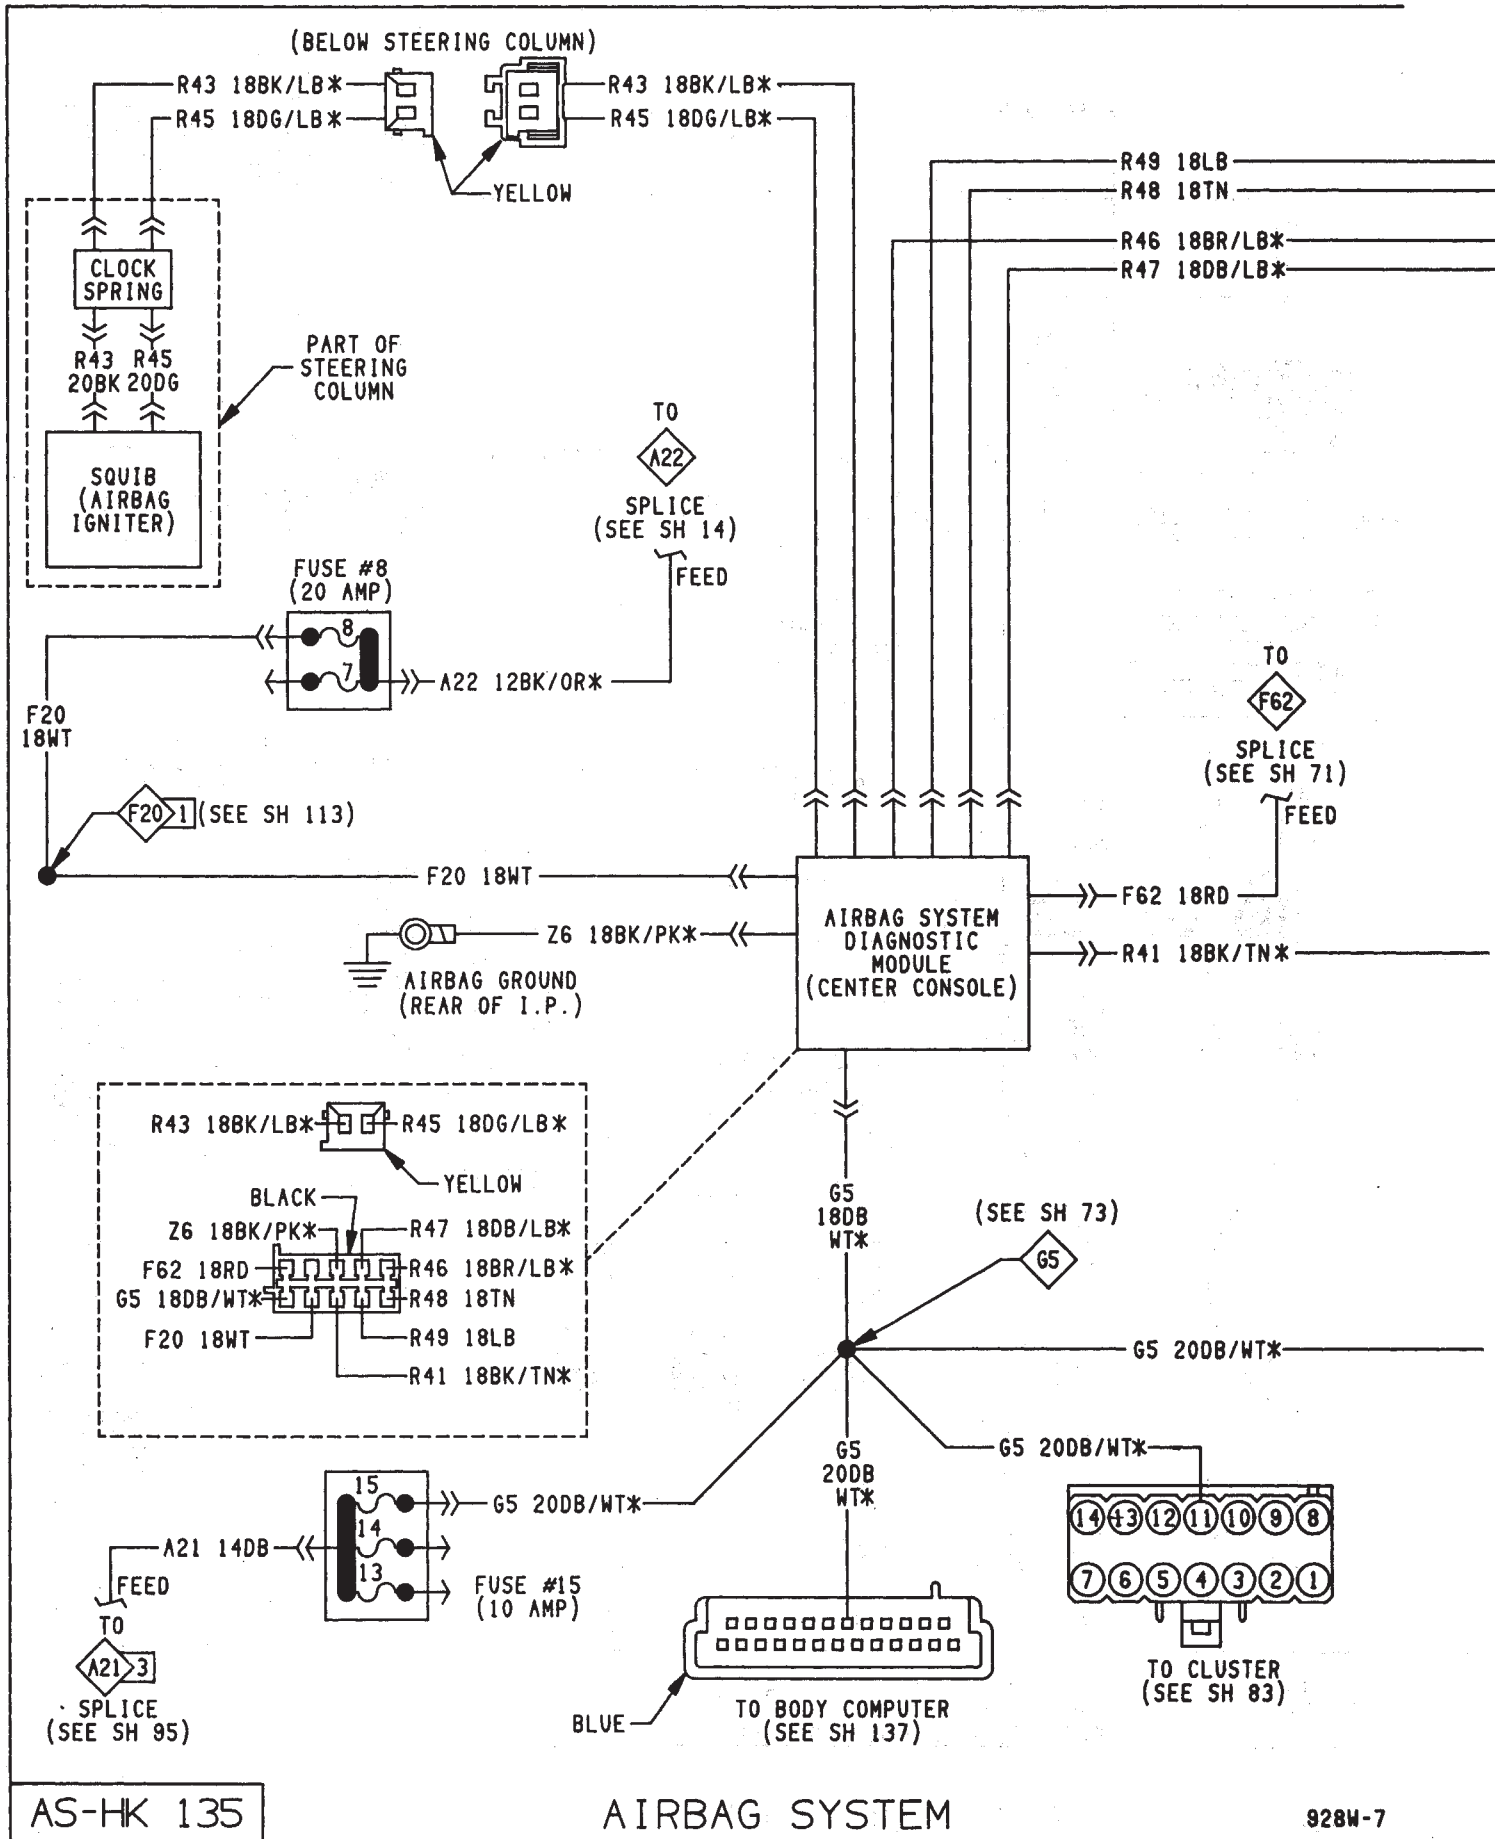 (BELOW STEERING COLUMN)
R43 18BK/LB*
R43 18BK/LB*
R45 18DG/LB*
R45 18DG/LB*
YELLOW
R49 18LB
R48 18TN
R46 18BR/LB*
R47 18DB/LB*
CLOCK
SPRING
R43
20BK
R45
20DG
PART OF
STEERING
COLUMN
SQUIB
(AIRBAG
IGNITER)
TO
A22
SPLICE
(SEE SH 14)
FEED
FUSE #8
(20 AMP)
8
7
A22 12BK/OR*
F20
18WT
F20 1
(SEE SH 113)
F20 18WT
TO
F62
SPLICE
(SEE SH 71)
FEED
F62 18RD
R41 18BK/TN*
AIRBAG SYSTEM
DIAGNOSTIC
MODULE
(CENTER CONSOLE)
Z6 18BK/PK*
AIRBAG GROUND
(REAR OF I.P.)
R43 18BK/LB*
R45 18DG/LB*
YELLOW
BLACK
Z6 18BK/PK*
R47 18DB/LB*
F62 18RD
R46 18BR/LB*
G5 18DB/WT*
R48 18TN
F20 18WT
R49 18LB
R41 18BK/TN*
G5
18DB
WT*
(SEE SH 73)
G5
G5 20DB/WT*
G5 20DB/WT*
G5
20DB
WT*
15
14
13
G5 20DB/WT*
A21 14DB
FEED
TO
A21 3
SPLICE
(SEE SH 95)
FUSE #15
(10 AMP)
14 13 12 11 10 9 8
7 6 5 4 3 2 1
TO CLUSTER
(SEE SH 83)
BLUE
TO BODY COMPUTER
(SEE SH 137)
AS-HK 135
AIRBAG SYSTEM
928W-7